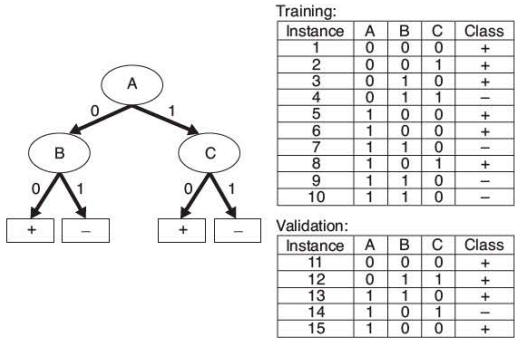 A
0 1
B C
0 1 0 1
+ – + –
Training:
Instance A B C Class
1 0 0 0 +
2 0 0 1 +
3 0 1 0 +
4 0 1 1 –
5 1 0 0 +
6 1 0 0 +
7 1 1 0 –
8 1 0 1 +
9 1 1 0 –
10 1 1 0 –
Validation:
Instance A B C Class
11 0 0 0 +
12 0 1 1 +
13 1 1 0 +
14 1 0 1 –
15 1 0 0 +